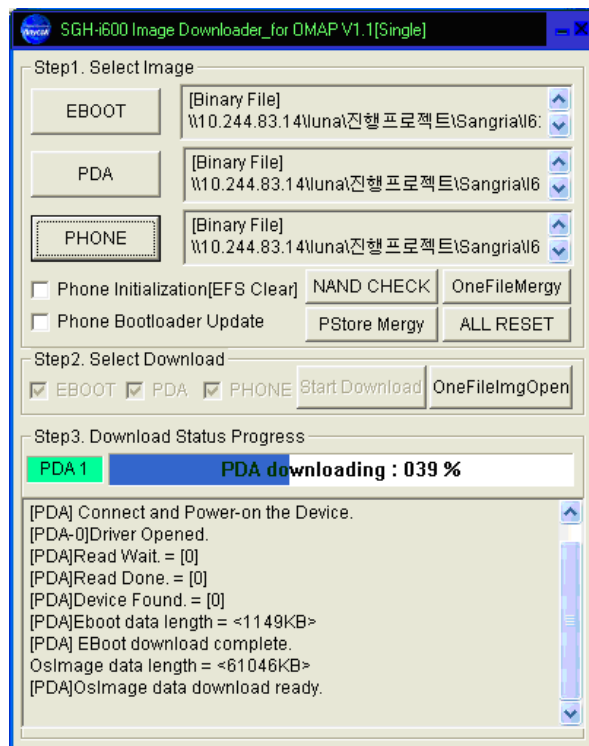 Anycall
SGH-i600 Image Downloader_for OMAP V1.1[Single]
Step1. Select Image
EBOOT
[Binary File]
\\10.244.83.14\luna\진행프로젝트\Sangria\I6:
PDA
[Binary File]
\\10.244.83.14\luna\진행프로젝트\Sangria\I6
PHONE
[Binary File]
\\10.244.83.14\luna\진행프로젝트\Sangria\I6
Phone Initialization[EFS Clear]
NAND CHECK
OneFileMergy
Phone Bootloader Update
PStore Mergy
ALL RESET
Step2. Select Download
EBOOT
PDA
PHONE
Start Download
OneFileImgOpen
Step3. Download Status Progress
PDA 1
PDA downloading : 039 %
[PDA] Connect and Power-on the Device.
[PDA-0]Driver Opened.
[PDA]Read Wait. = [0]
[PDA]Read Done. = [0]
[PDA]Device Found. = [0]
[PDA]Eboot data length = <1149KB>
[PDA] EBoot download complete.
OsImage data length = <61046KB>
[PDA]OsImage data download ready.